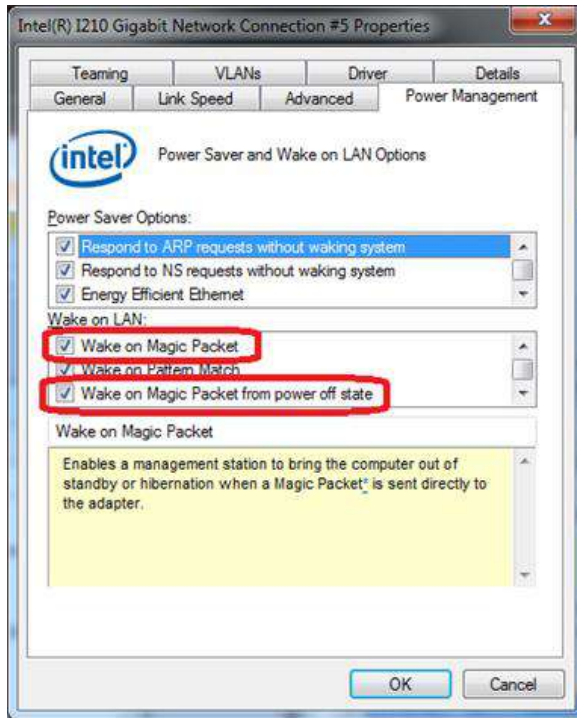 Intel(R) I210 Gigabit Network Connection #5 Properties
Teaming VLANs Driver Details
General Link Speed Advanced Power Management
intel Power Saver and Wake on LAN Options
Power Saver Options:
Respond to ARP requests without waking system
Respond to NS requests without waking system
Energy Efficient Ethernet
Wake on LAN:
Wake on Magic Packet
Wake on Pattern Match
Wake on Magic Packet from power off state
Wake on Magic Packet
Enables a management station to bring the computer out of
standby or hibernation when a Magic Packet* is sent directly to
the adapter.
OK Cancel